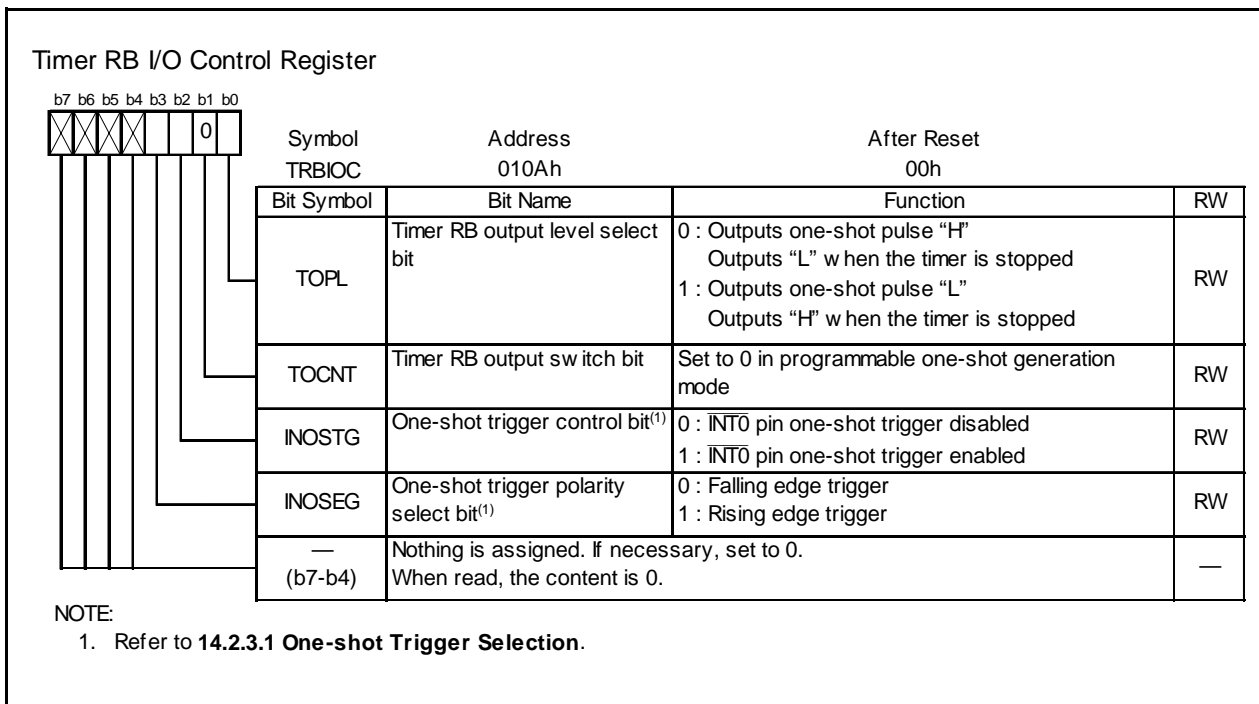 Timer RB I/O Control Register
b7 b6 b5 b4 b3 b2 b1 b0
0
Symbol Address After Reset
TRBIOC 010Ah 00h
Bit Symbol Bit Name Function RW
TOPL Timer RB output level select bit 0 : Outputs one-shot pulse “H”
Outputs “L” when the timer is stopped
1 : Outputs one-shot pulse “L”
Outputs “H” when the timer is stopped RW
TOCNT Timer RB output switch bit Set to 0 in programmable one-shot generation
mode RW
INOSTG One-shot trigger control bit(1) 0 : INT0 pin one-shot trigger disabled
1 : INT0 pin one-shot trigger enabled RW
INOSEG One-shot trigger polarity
select bit(1) 0 : Falling edge trigger
1 : Rising edge trigger RW
— Nothing is assigned. If necessary, set to 0.
(b7-b4) When read, the content is 0. —
NOTE:
1. Refer to 14.2.3.1 One-shot Trigger Selection.